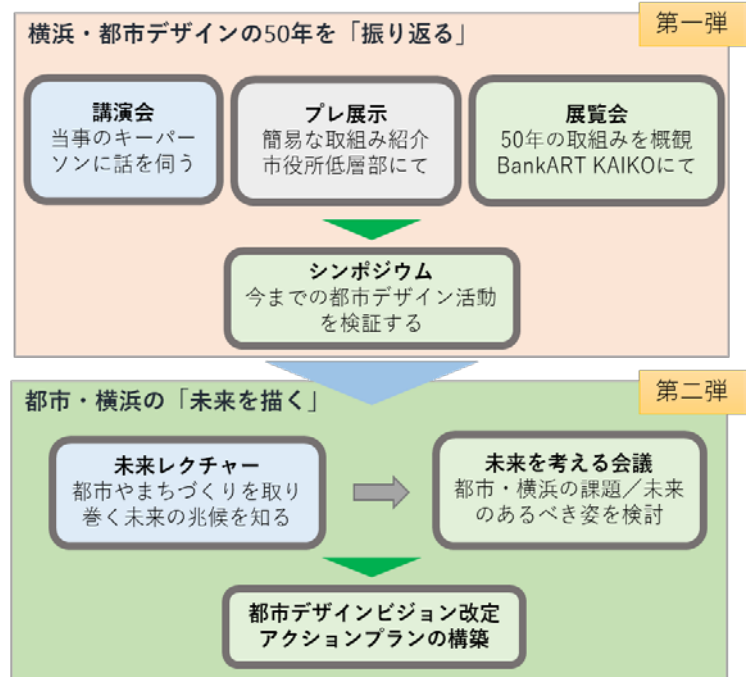 第一弾
横浜・都市デザインの50年を「振り返る」
講演会
当事のキーパー
ソンに話を伺う
プレ展示
簡易な取組み紹介
市役所低層部にて
展覧会
50年の取組みを概観
BankART KAIKOにて
シンポジウム
今までの都市デザイン活動
を検証する
第二弾
都市・横浜の「未来を描く」
未来レクチャー
都市やまちづくりを取り
巻く未来の兆候を知る
未来を考える会議
都市・横浜の課題／未来
のあるべき姿を検討
都市デザインビジョン改定
アクションプランの構築